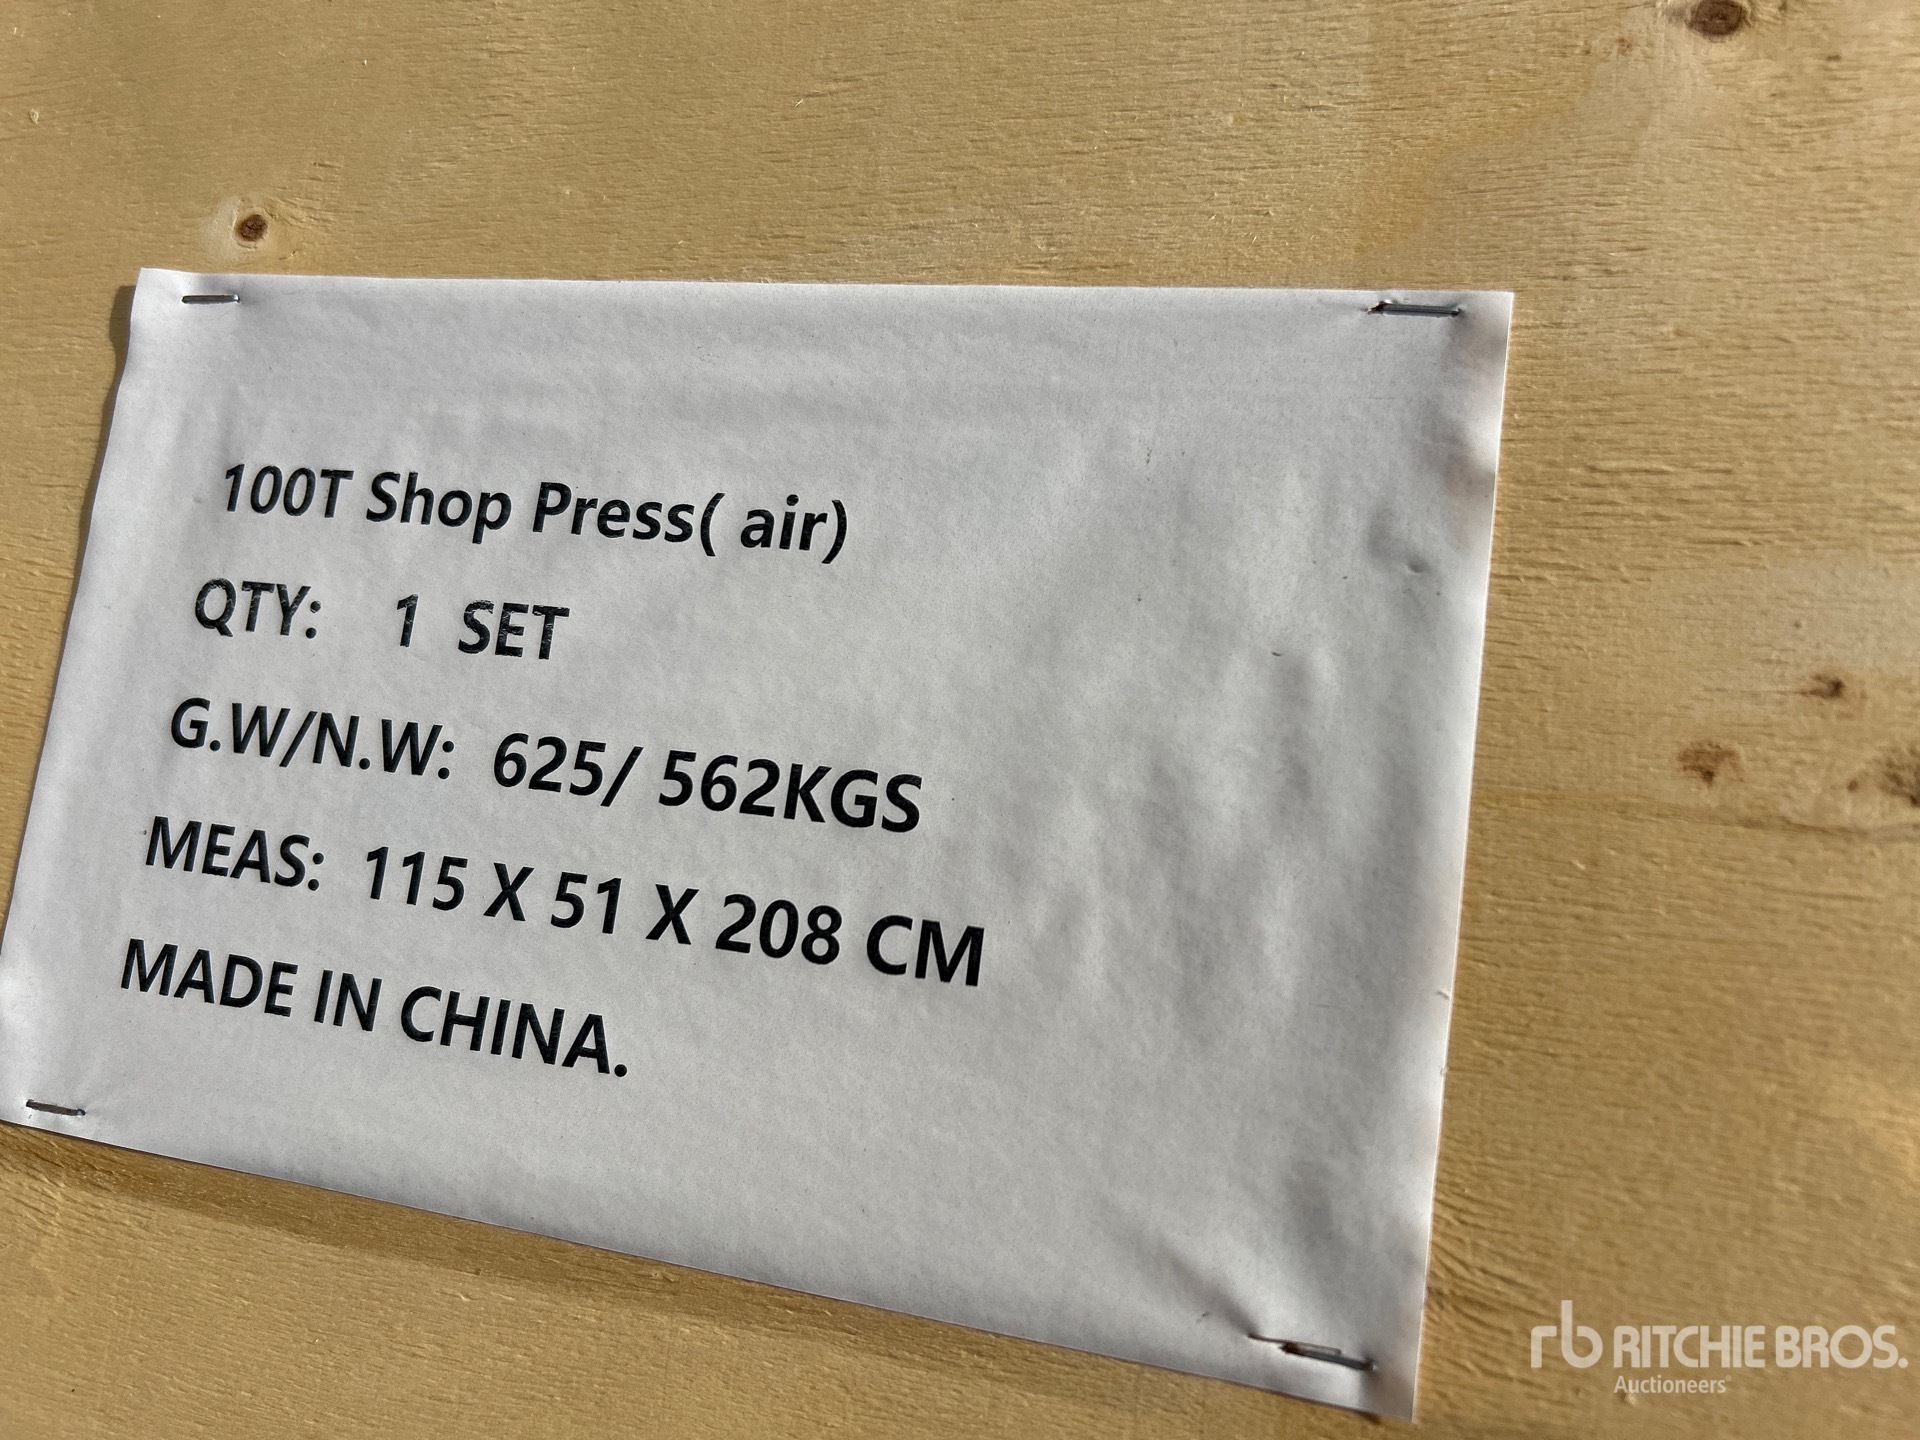 100T Shop Press( air)
QTY: 1 SET
G.W/N.W: 625/ 562KGS
MEAS: 115 X 51 X 208 CM
MADE IN CHINA.
rb RITCHIE BROS.
Auctioneers